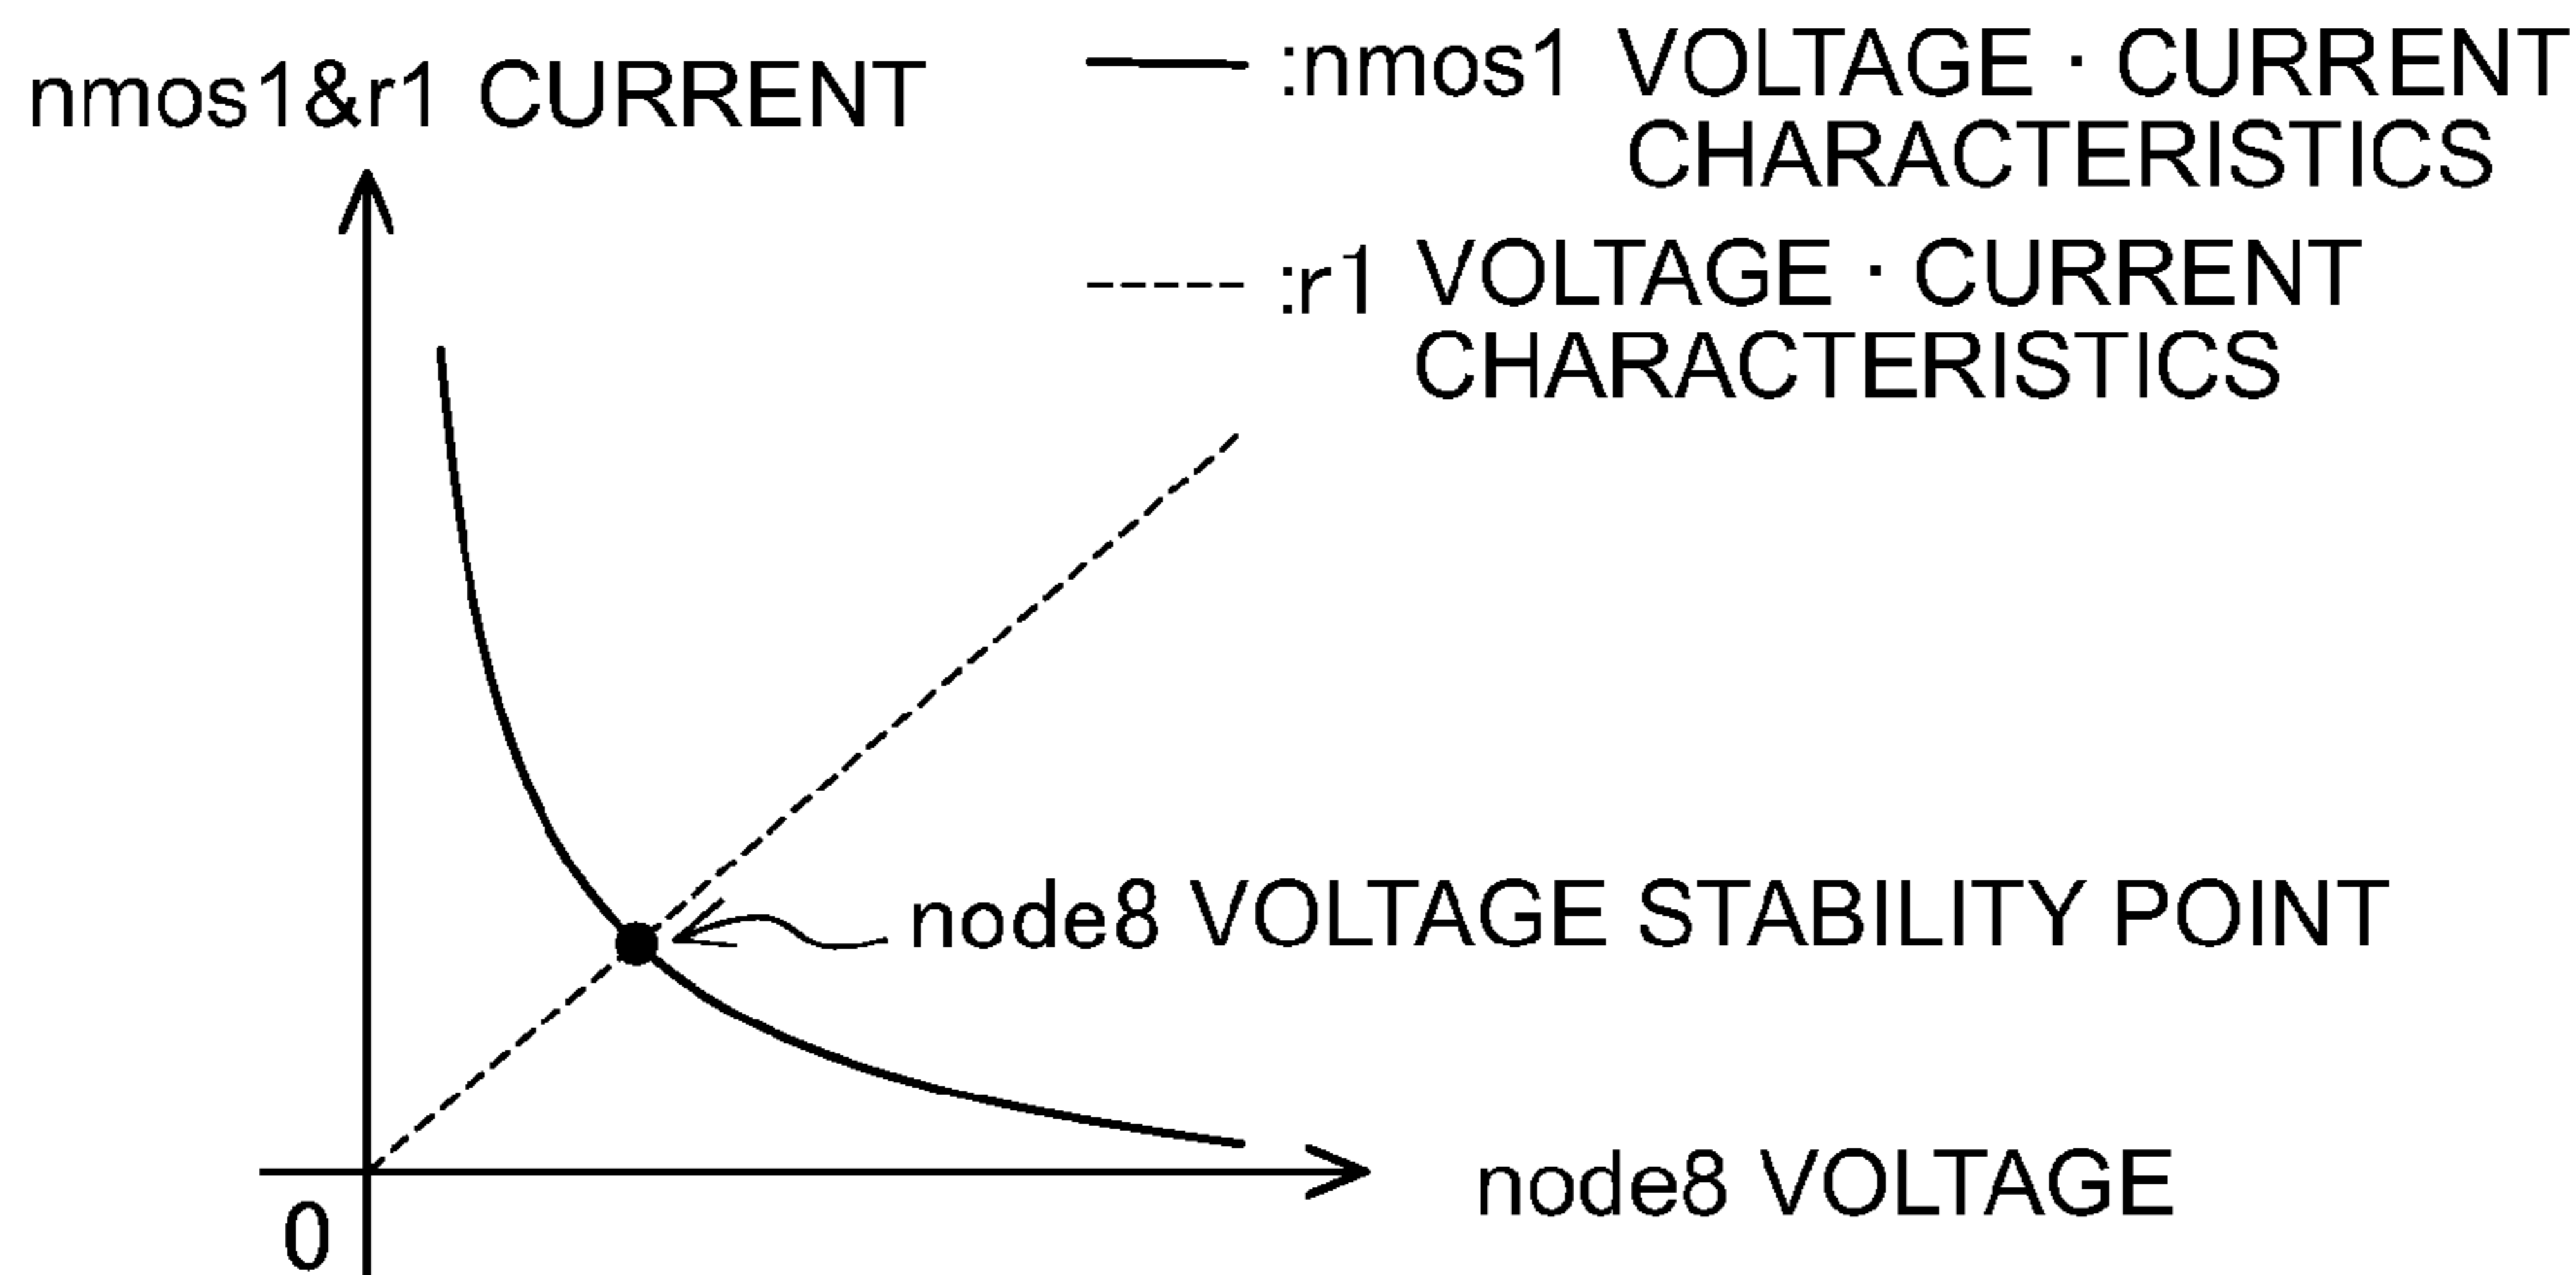 nmos1&r1 CURRENT
:nmos1 VOLTAGE · CURRENT
CHARACTERISTICS
:r1 VOLTAGE · CURRENT
CHARACTERISTICS
node8 VOLTAGE STABILITY POINT
node8 VOLTAGE
0